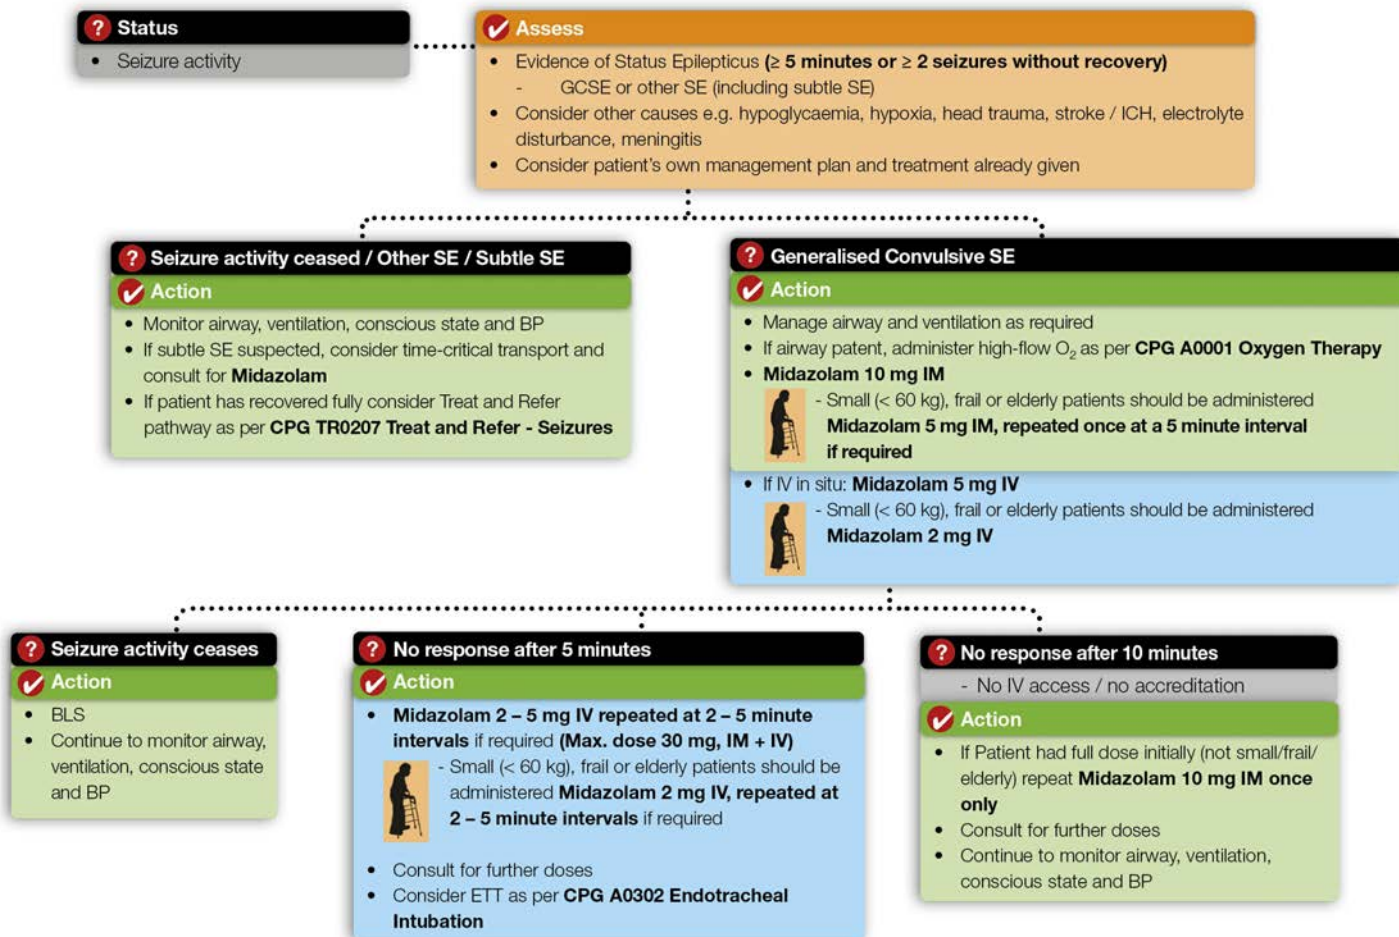 Status
• Seizure activity
Assess
• Evidence of Status Epilepticus (≥ 5 minutes or ≥ 2 seizures without recovery)
- GCSE or other SE (including subtle SE)
• Consider other causes e.g. hypoglycaemia, hypoxia, head trauma, stroke / ICH, electrolyte
disturbance, meningitis
• Consider patient's own management plan and treatment already given
? Seizure activity ceased / Other SE / Subtle SE
Action
• Monitor airway, ventilation, conscious state and BP
• If subtle SE suspected, consider time-critical transport and
consult for Midazolam
• If patient has recovered fully consider Treat and Refer
pathway as per CPG TR0207 Treat and Refer - Seizures
? Generalised Convulsive SE
Action
• Manage airway and ventilation as required
• If airway patent, administer high-flow O₂ as per CPG A0001 Oxygen Therapy
• Midazolam 10 mg IM
- Small (< 60 kg), frail or elderly patients should be administered
Midazolam 5 mg IM, repeated once at a 5 minute interval
if required
• If IV in situ: Midazolam 5 mg IV
- Small (< 60 kg), frail or elderly patients should be administered
Midazolam 2 mg IV
? Seizure activity ceases
Action
• BLS
• Continue to monitor airway,
ventilation, conscious state
and BP
? No response after 5 minutes
Action
• Midazolam 2 – 5 mg IV repeated at 2 – 5 minute
intervals if required (Max. dose 30 mg, IM + IV)
- Small (< 60 kg), frail or elderly patients should be
administered Midazolam 2 mg IV, repeated at
2 – 5 minute intervals if required
• Consult for further doses
• Consider ETT as per CPG A0302 Endotracheal
Intubation
? No response after 10 minutes
- No IV access / no accreditation
Action
• If Patient had full dose initially (not small/frail/
elderly) repeat Midazolam 10 mg IM once
only
• Consult for further doses
• Continue to monitor airway, ventilation,
conscious state and BP